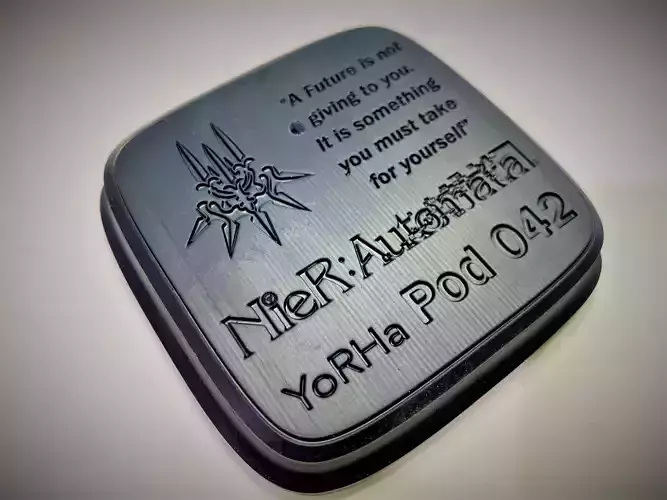 "A Future is not
giving to you.
It is something
you must take
for yourself"
NieR:Automata
YoRHa Pod 042